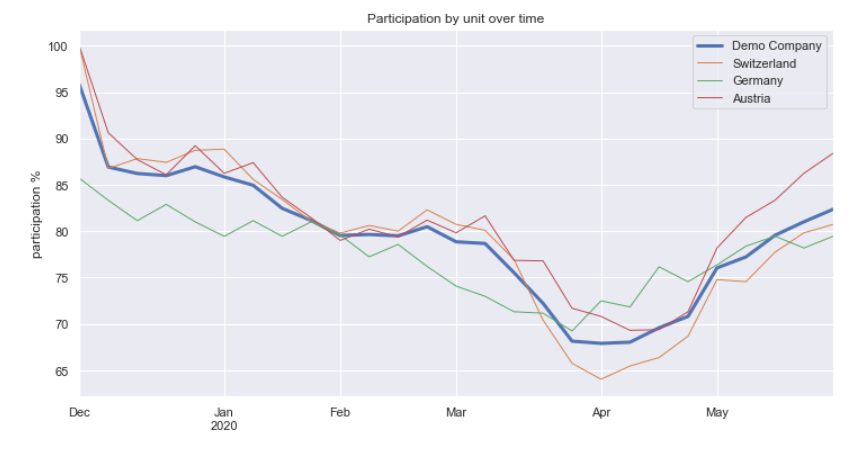 Participation by unit over time
Demo Company
Switzerland
Germany
Austria
participation %
100
95
90
85
80
75
70
65
Dec
Jan
2020
Feb
Mar
Apr
May